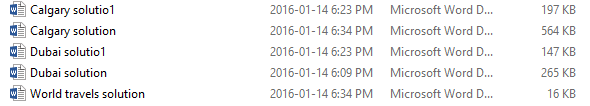 Calgary solutio1 2016-01-14 6:23 PM Microsoft Word D... 197 KB
Calgary solution 2016-01-14 6:34 PM Microsoft Word D... 564 KB
Dubai solutio1 2016-01-14 6:23 PM Microsoft Word D... 147 KB
Dubai solution 2016-01-14 6:09 PM Microsoft Word D... 265 KB
World travels solution 2016-01-14 6:34 PM Microsoft Word D... 16 KB